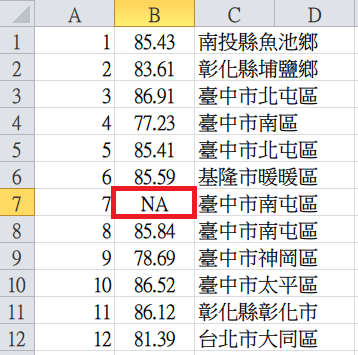 A B C D
1 1 85.43 南投縣魚池鄉
2 2 83.61 彰化縣埔鹽鄉
3 3 86.91 臺中市北屯區
4 4 77.23 臺中市南區
5 5 85.41 臺中市北屯區
6 6 85.59 基隆市暖暖區
7 7 NA 臺中市南屯區
8 8 85.84 臺中市南屯區
9 9 78.69 臺中市神岡區
10 10 86.52 臺中市太平區
11 11 86.12 彰化縣彰化市
12 12 81.39 台北市大同區